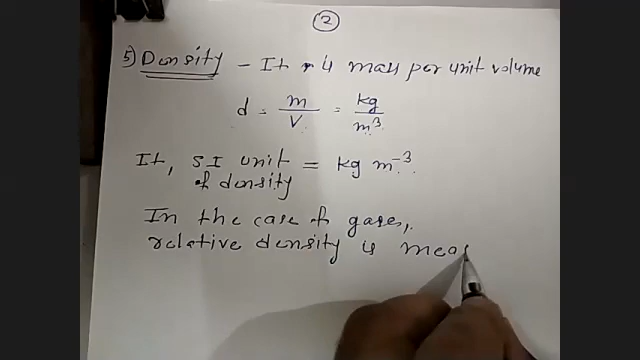 2
5) Density - It is mass per unit volume
d = m / V = kg / m³
It, SI unit = kg m⁻³
of density
In the case of gases,
relative density is meas